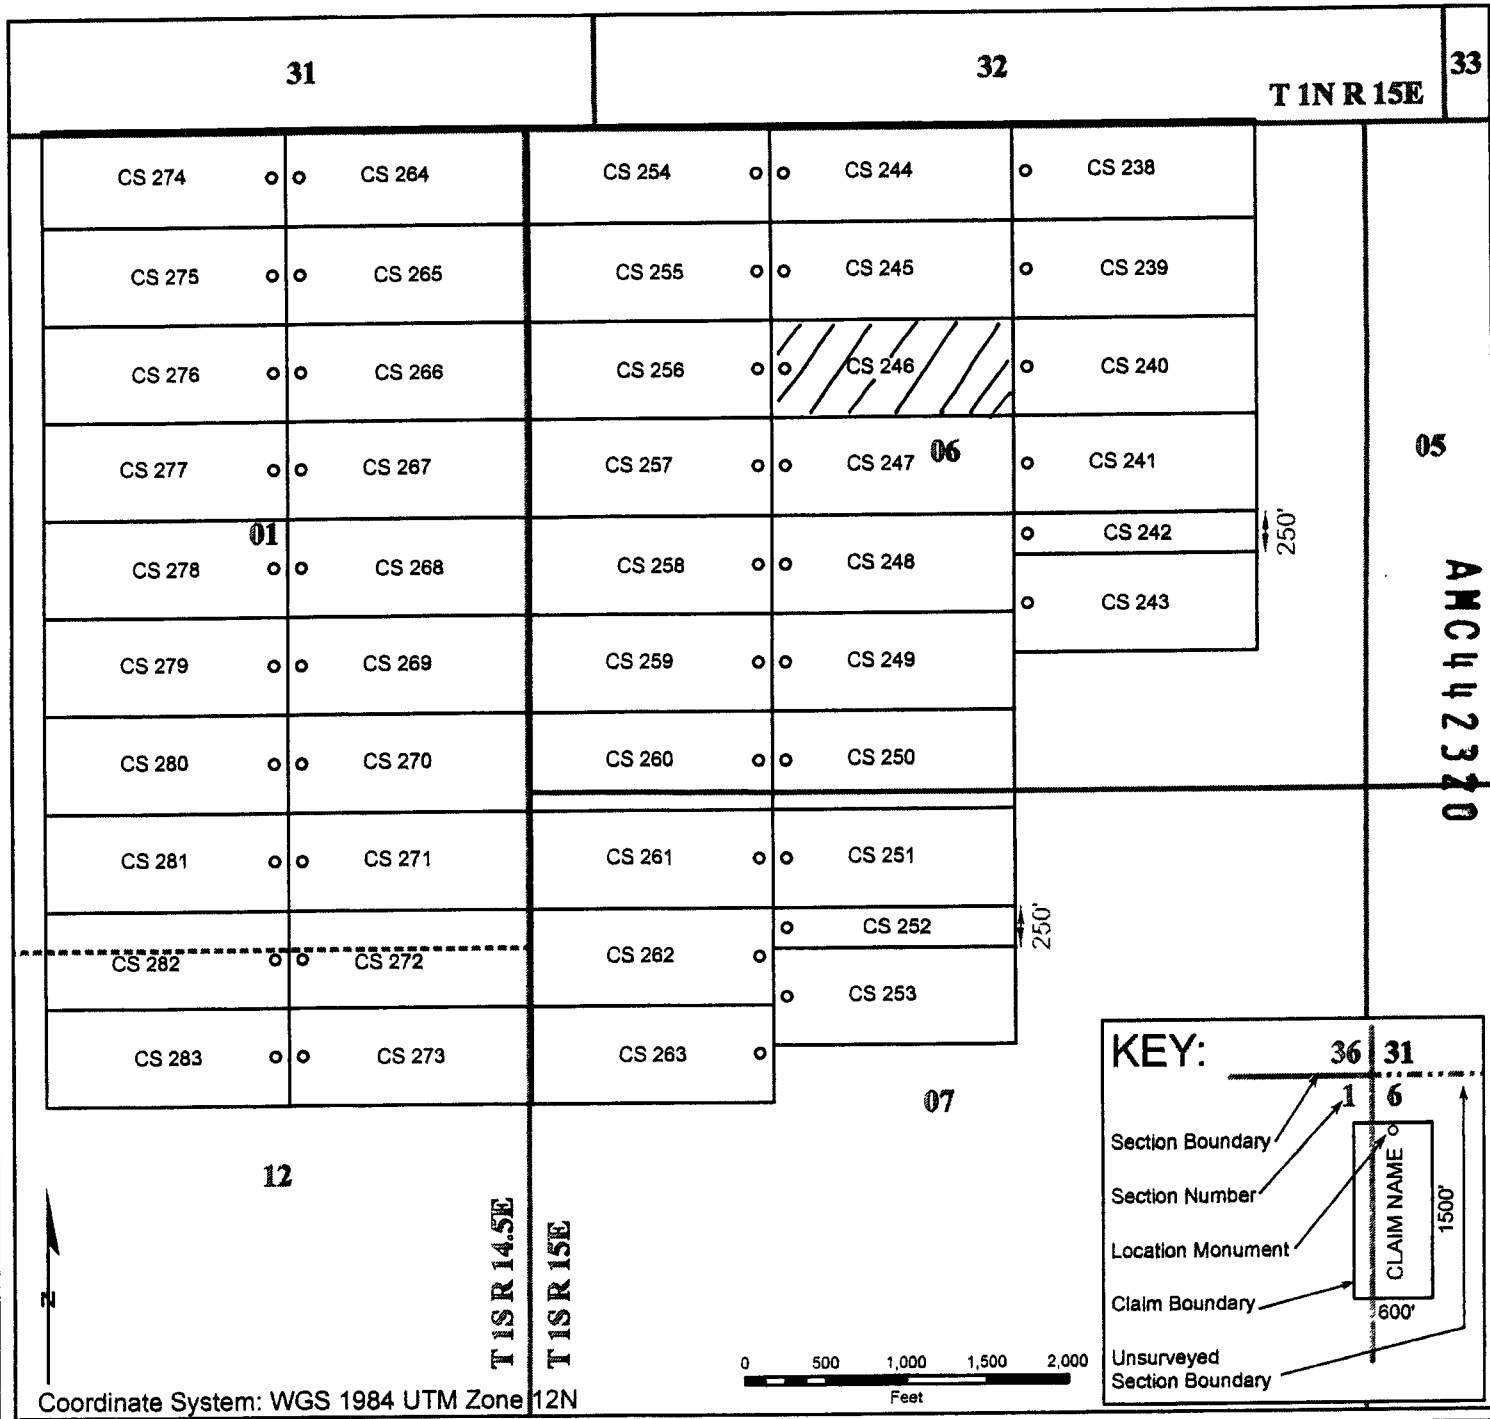 31
32
33
T 1N R 15E
CS 274
CS 264
CS 254
CS 244
CS 238
CS 275
CS 265
CS 255
CS 245
CS 239
CS 276
CS 266
CS 256
CS 246
CS 240
CS 277
CS 267
CS 257
CS 247
06
CS 241
05
01
CS 242
250'
CS 278
CS 268
CS 258
CS 248
CS 243
CS 279
CS 269
CS 259
CS 249
CS 280
CS 270
CS 260
CS 250
CS 281
CS 271
CS 261
CS 251
CS 252
250'
CS 282
CS 272
CS 262
CS 253
CS 283
CS 273
CS 263
07
12
T 1S R 14.5E
T 1S R 15E
N
Coordinate System: WGS 1984 UTM Zone 12N
0 500 1,000 1,500 2,000
Feet
KEY:
36 31
1 6
Section Boundary
Section Number
Location Monument
Claim Boundary
Unsurveyed
Section Boundary
CLAIM NAME
1500'
600'